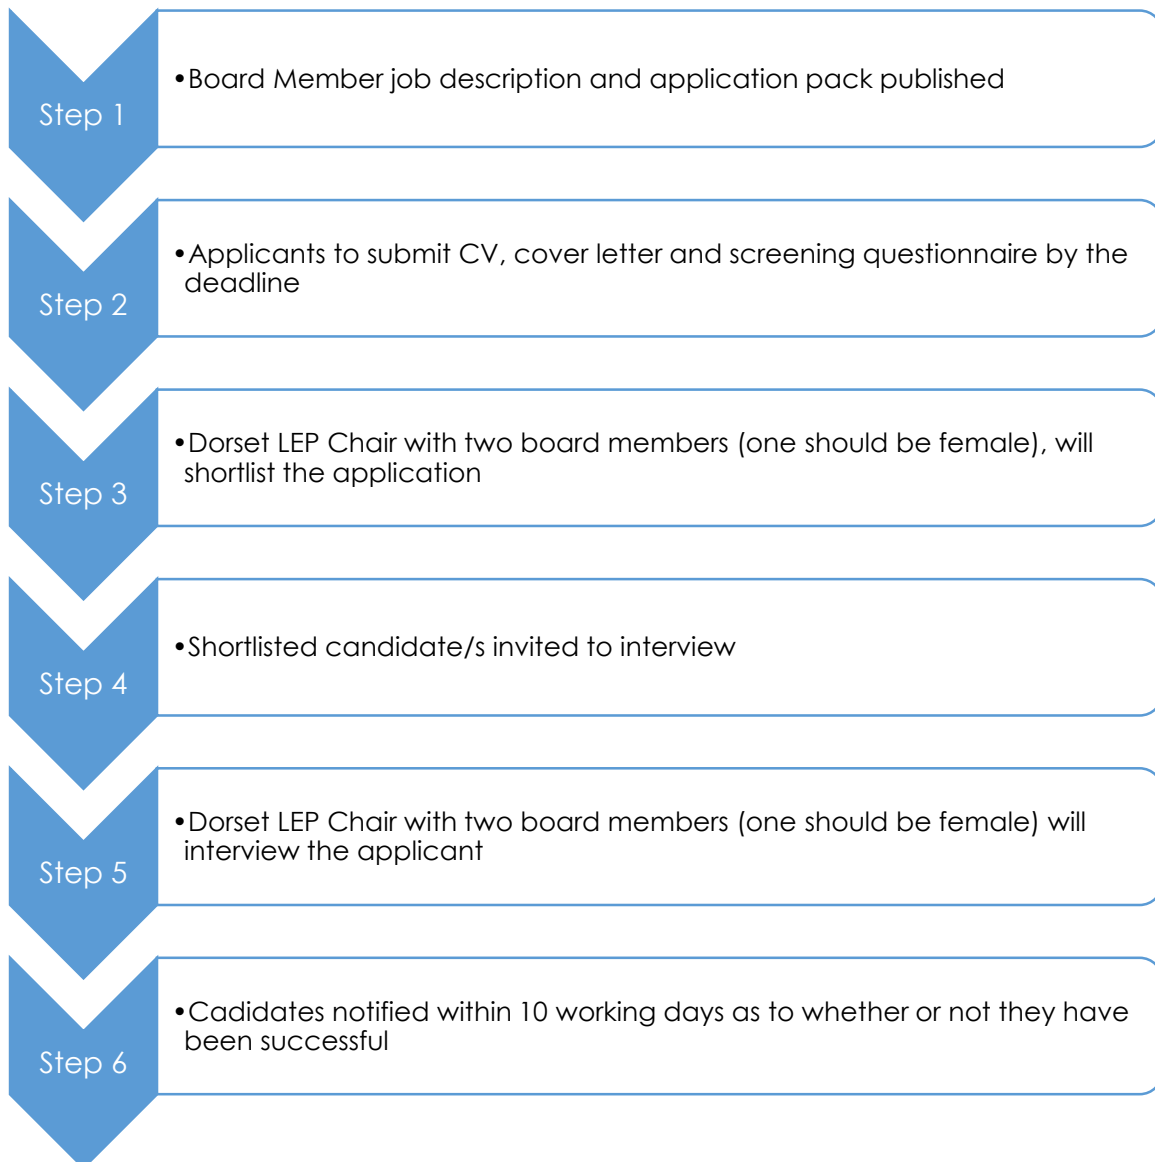 Step 1
•Board Member job description and application pack published
Step 2
•Applicants to submit CV, cover letter and screening questionnaire by the
deadline
Step 3
•Dorset LEP Chair with two board members (one should be female), will
shortlist the application
Step 4
•Shortlisted candidate/s invited to interview
Step 5
•Dorset LEP Chair with two board members (one should be female) will
interview the applicant
Step 6
•Cadidates notified within 10 working days as to whether or not they have
been successful